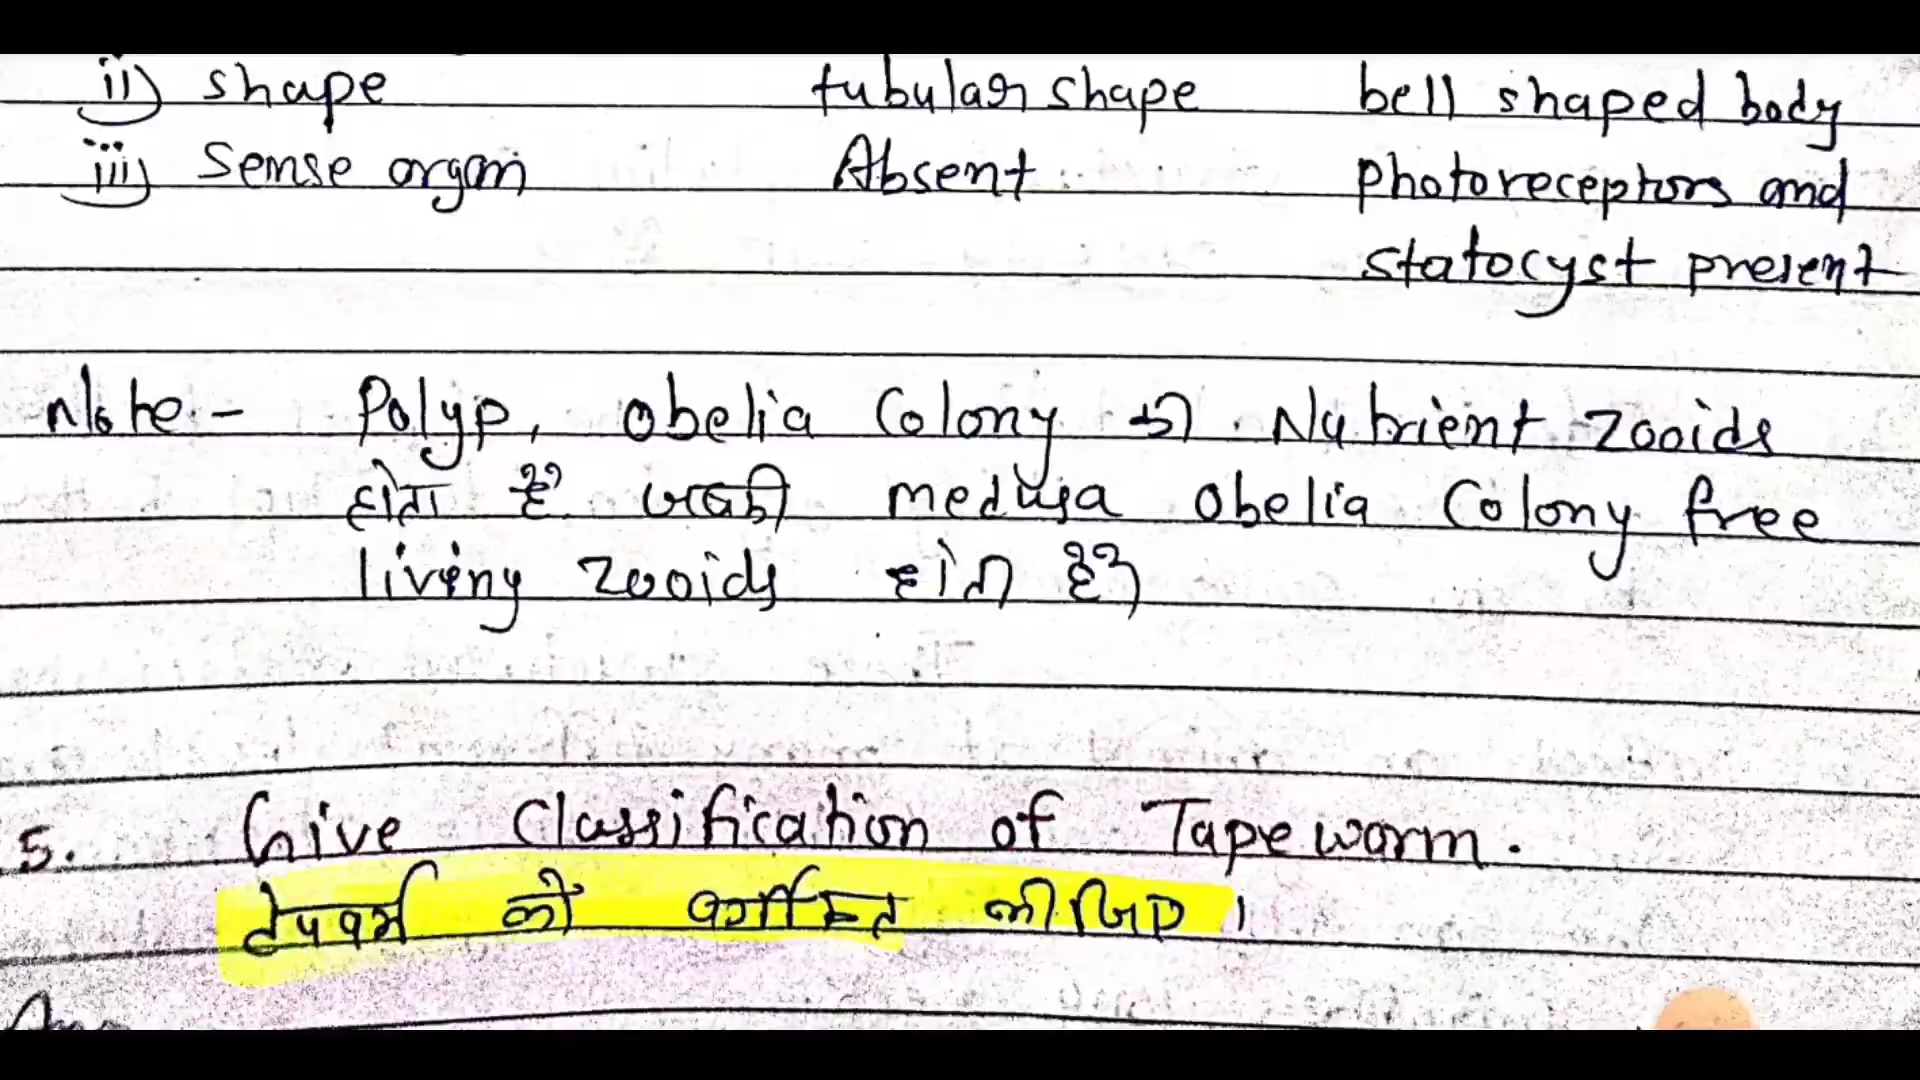 ii) shape tubular shape bell shaped body
iii) Sense organ Absent photoreceptors and
statocyst present
Note - Polyp, obelia Colony की Nutrient zooids
होता है जबकी medusa obelia Colony free
living zooids होते है
5. Give Classification of Tapeworm.
टेपवर्म को वर्गीकृत कीजिए।
Ans